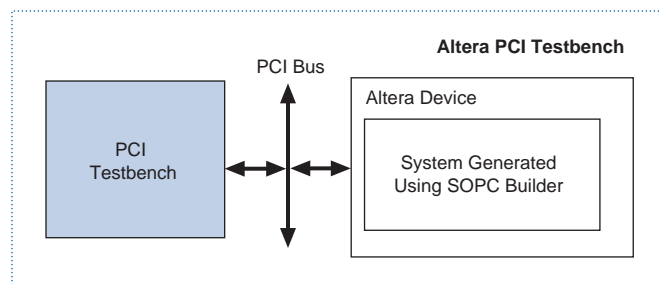 Altera PCI Testbench
PCI Bus
PCI
Testbench
Altera Device
System Generated
Using SOPC Builder